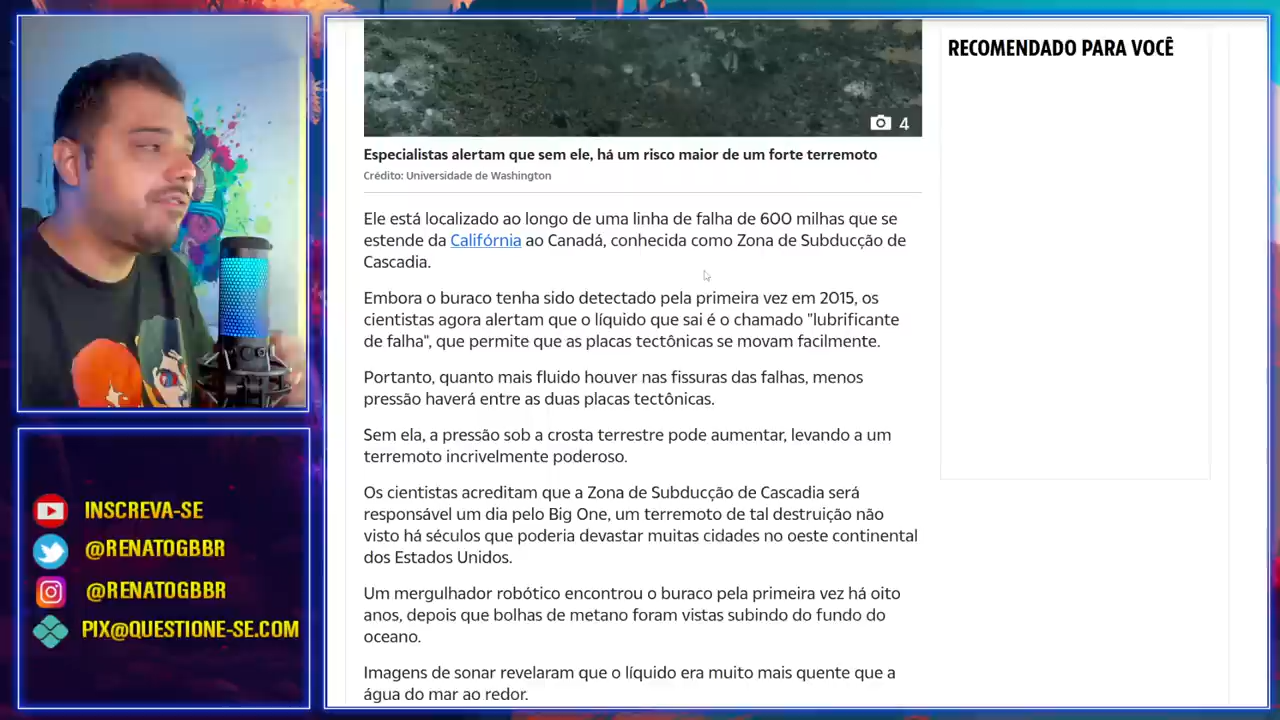 RECOMENDADO PARA VOCÊ
4
Especialistas alertam que sem ele, há um risco maior de um forte terremoto
Crédito: Universidade de Washington
Ele está localizado ao longo de uma linha de falha de 600 milhas que se
estende da Califórnia ao Canadá, conhecida como Zona de Subducção de
Cascadia.
Embora o buraco tenha sido detectado pela primeira vez em 2015, os
cientistas agora alertam que o líquido que sai é o chamado "lubrificante
de falha", que permite que as placas tectônicas se movam facilmente.
Portanto, quanto mais fluido houver nas fissuras das falhas, menos
pressão haverá entre as duas placas tectônicas.
Sem ela, a pressão sob a crosta terrestre pode aumentar, levando a um
terremoto incrivelmente poderoso.
Os cientistas acreditam que a Zona de Subducção de Cascadia será
responsável um dia pelo Big One, um terremoto de tal destruição não
visto há séculos que poderia devastar muitas cidades no oeste continental
dos Estados Unidos.
Um mergulhador robótico encontrou o buraco pela primeira vez há oito
anos, depois que bolhas de metano foram vistas subindo do fundo do
oceano.
Imagens de sonar revelaram que o líquido era muito mais quente que a
água do mar ao redor.
INSCREVA-SE
@RENATOGBBR
@RENATOGBBR
PIX@QUESTIONE-SE.COM